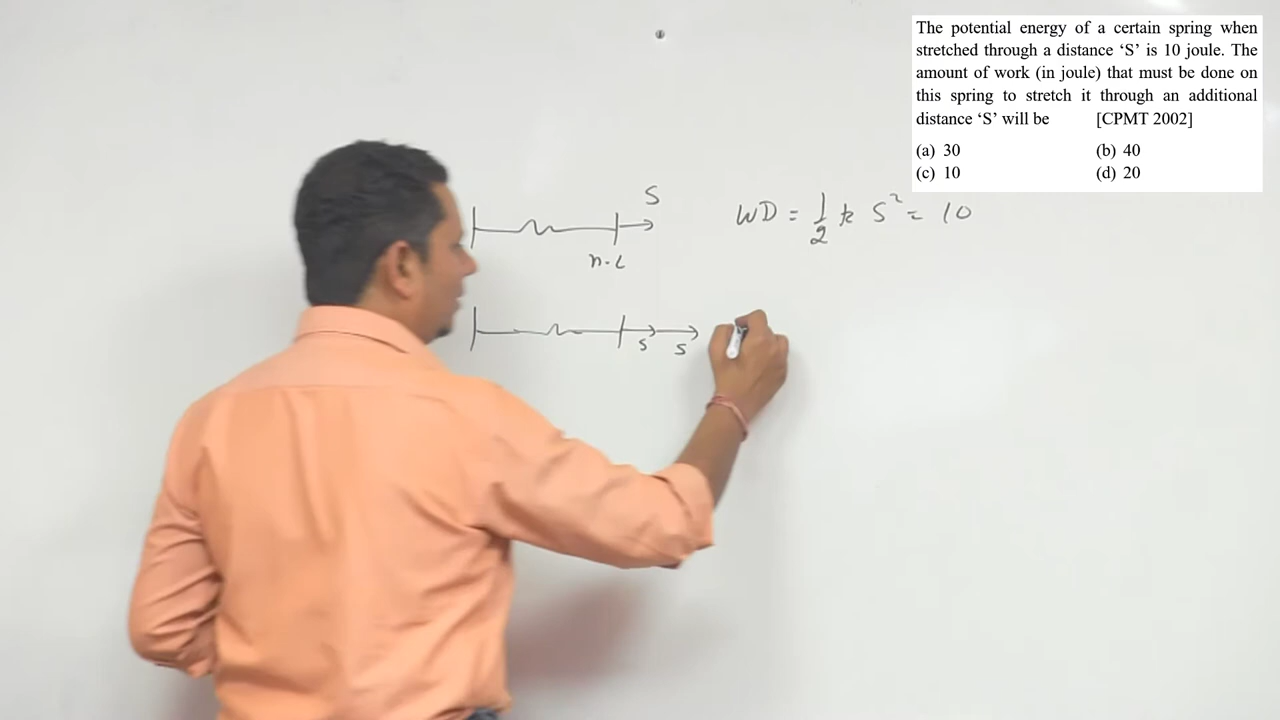 The potential energy of a certain spring when
stretched through a distance ‘S’ is 10 joule. The
amount of work (in joule) that must be done on
this spring to stretch it through an additional
distance ‘S’ will be [CPMT 2002]
(a) 30 (b) 40
(c) 10 (d) 20
S
n.L
WD = 1/2 k S² = 10
S S